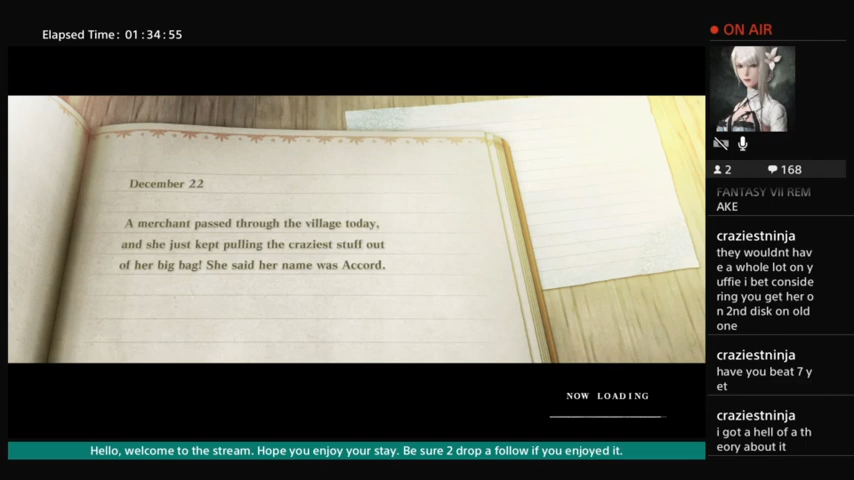 Elapsed Time: 01:34:55
ON AIR
December 22
A merchant passed through the village today,
and she just kept pulling the craziest stuff out
of her big bag! She said her name was Accord.
NOW LOADING
Hello, welcome to the stream. Hope you enjoy your stay. Be sure 2 drop a follow if you enjoyed it.
2
168
FANTASY VII REM
AKE
craziestninja
they wouldnt hav
e a whole lot on y
uffie i bet conside
ring you get her o
n 2nd disk on old
one
craziestninja
have you beat 7 y
et
craziestninja
i got a hell of a th
eory about it